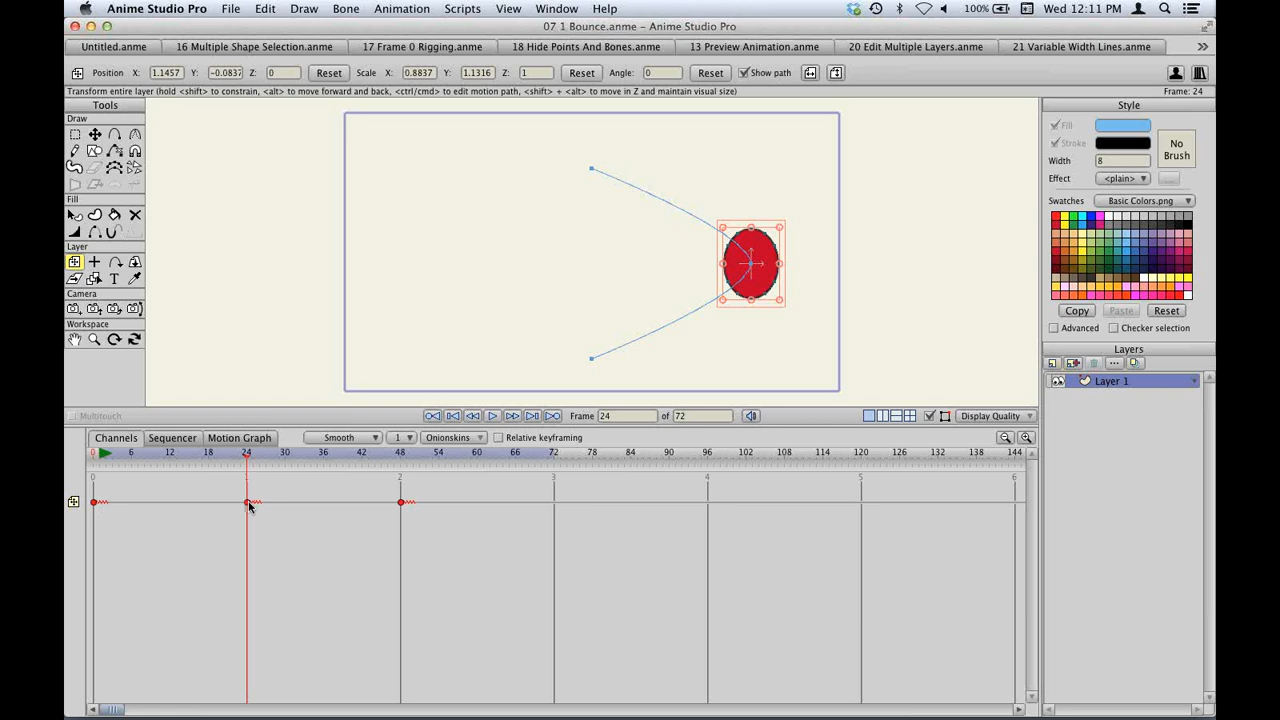 Anime Studio Pro File Edit Draw Bone Animation Scripts View Window Help 100% Wed 12:11 PM
07 1 Bounce.anme - Anime Studio Pro
Untitled.anme 16 Multiple Shape Selection.anme 17 Frame 0 Rigging.anme 18 Hide Points And Bones.anme 13 Preview Animation.anme 20 Edit Multiple Layers.anme 21 Variable Width Lines.anme »
Position X: 1.1457 Y: -0.0837 Z: 0 Reset Scale X: 0.8837 Y: 1.1316 Z: 1 Reset Angle: 0 Reset Show path
Transform entire layer (hold <shift> to constrain, <alt> to move forward and back, <ctrl/cmd> to edit motion path, <shift> + <alt> to move in Z and maintain visual size) Frame: 24
Tools
Draw
Fill
Layer
Camera
Workspace
Style
Fill
Stroke
No Brush
Width 8
Effect <plain> ...
Swatches Basic Colors.png
Copy Paste Reset
Advanced Checker selection
Layers
Layer 1
Multitouch Frame 24 of 72 Display Quality
Channels Sequencer Motion Graph Smooth 1 Onionskins Relative keyframing
0 6 12 18 24 30 36 42 48 54 60 66 72 78 84 90 96 102 108 114 120 126 132 138 144
0 1 2 3 4 5 6